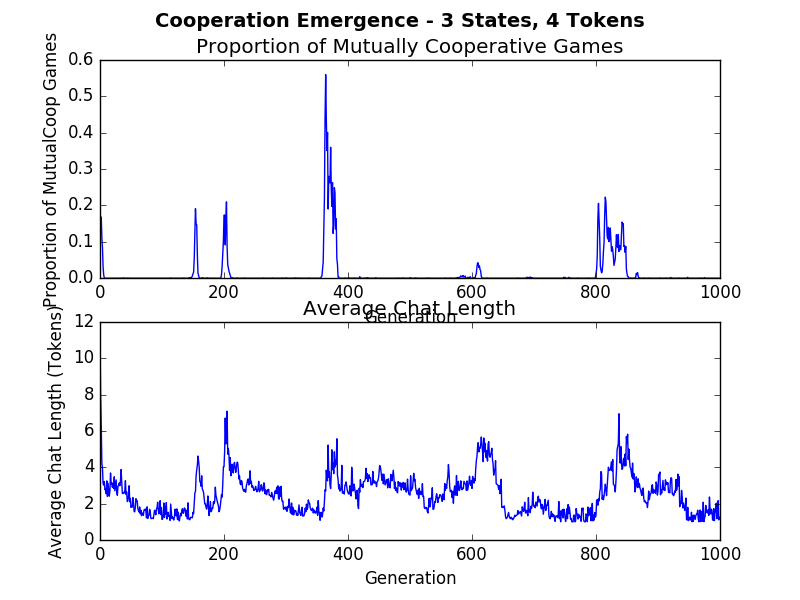 Cooperation Emergence - 3 States, 4 Tokens
Proportion of Mutually Cooperative Games
Proportion of MutualCoop Games
0.6
0.5
0.4
0.3
0.2
0.1
0.0
0 200 400 600 800 1000
Generation
Average Chat Length
Average Chat Length (Tokens)
12
10
8
6
4
2
0
0 200 400 600 800 1000
Generation